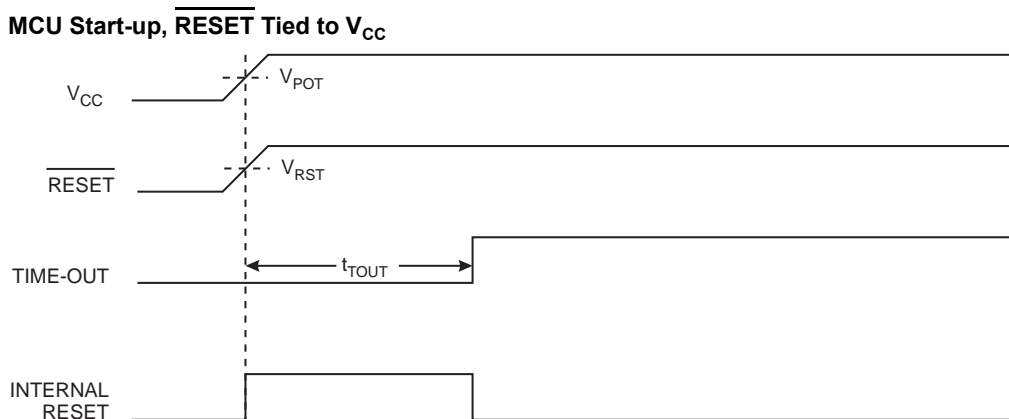 MCU Start-up, RESET Tied to VCC
VPOT
VCC
VRST
RESET
tTOUT
TIME-OUT
INTERNAL
RESET